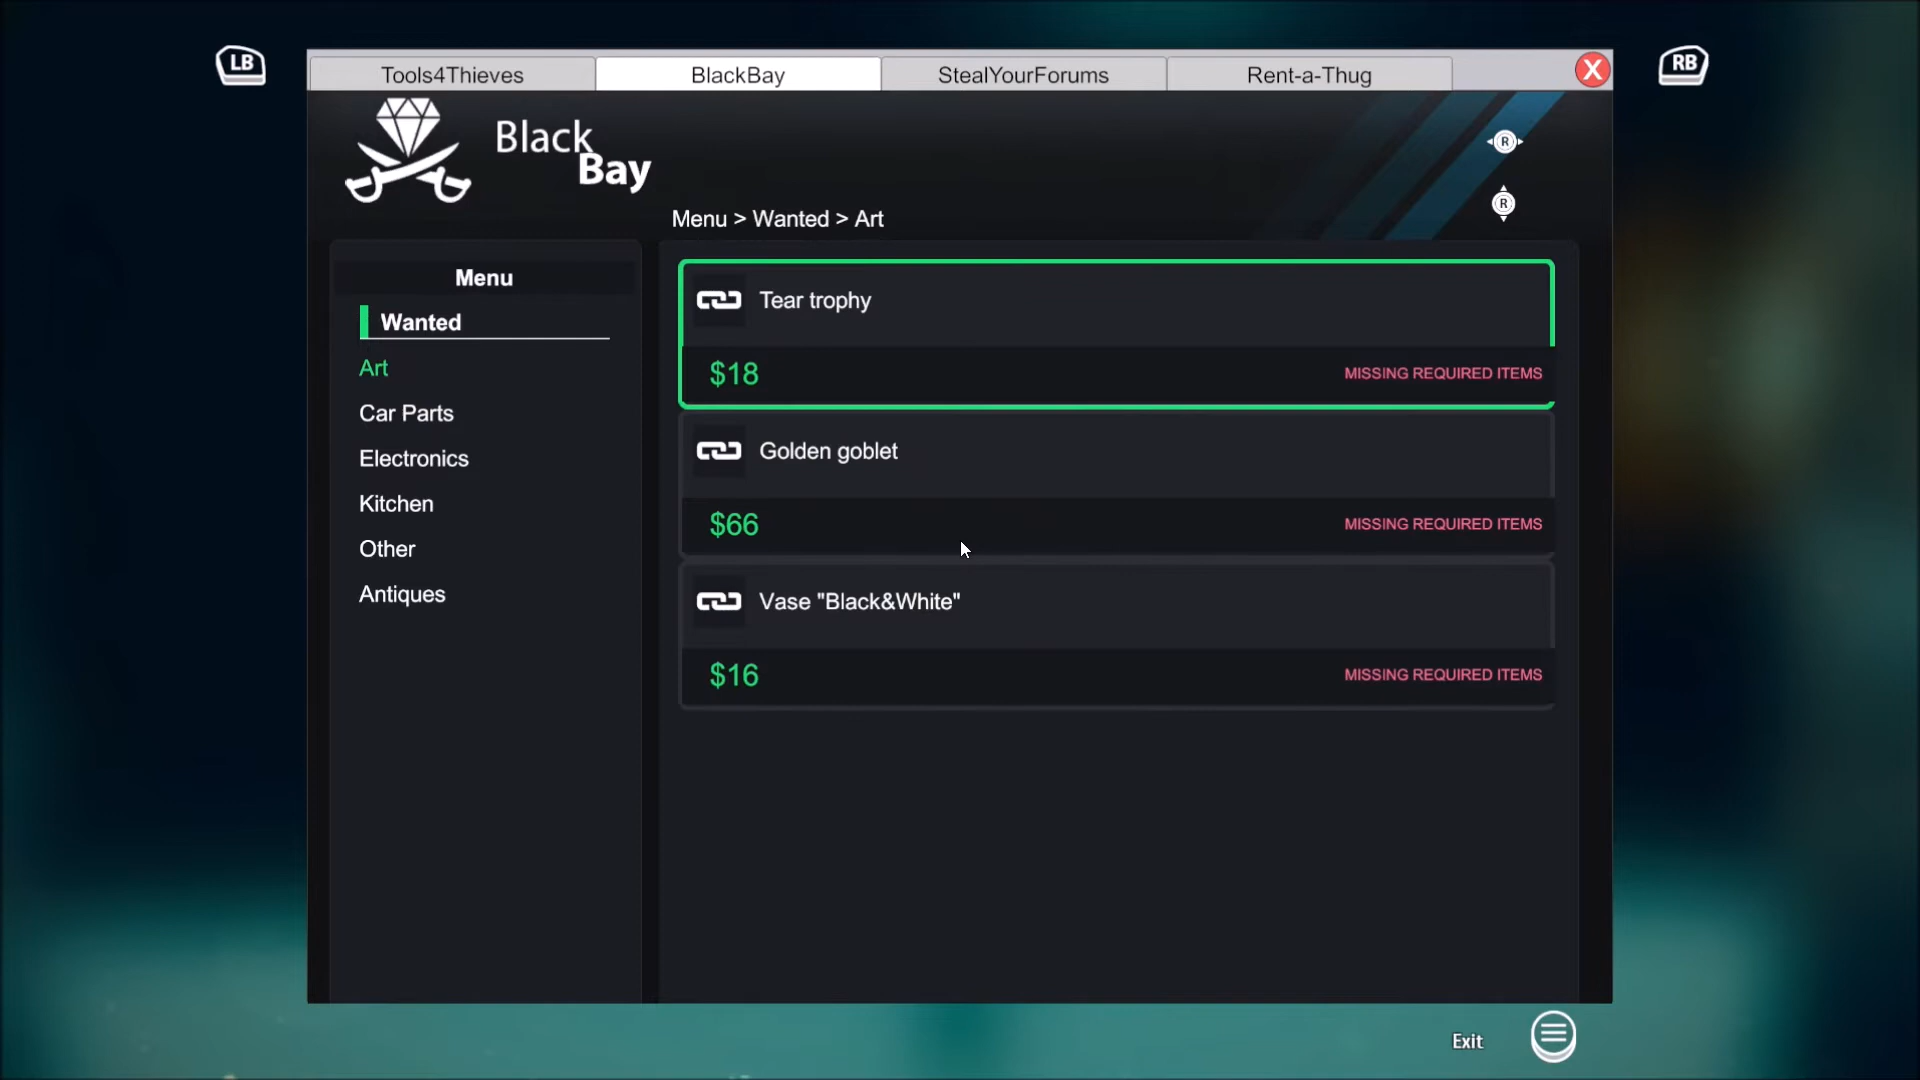 LB
Tools4Thieves
BlackBay
StealYourForums
Rent-a-Thug
X
RB
Black
Bay
R
R
Menu > Wanted > Art
Menu
Wanted
Art
Car Parts
Electronics
Kitchen
Other
Antiques
Tear trophy
$18
MISSING REQUIRED ITEMS
Golden goblet
$66
MISSING REQUIRED ITEMS
Vase "Black&White"
$16
MISSING REQUIRED ITEMS
Exit